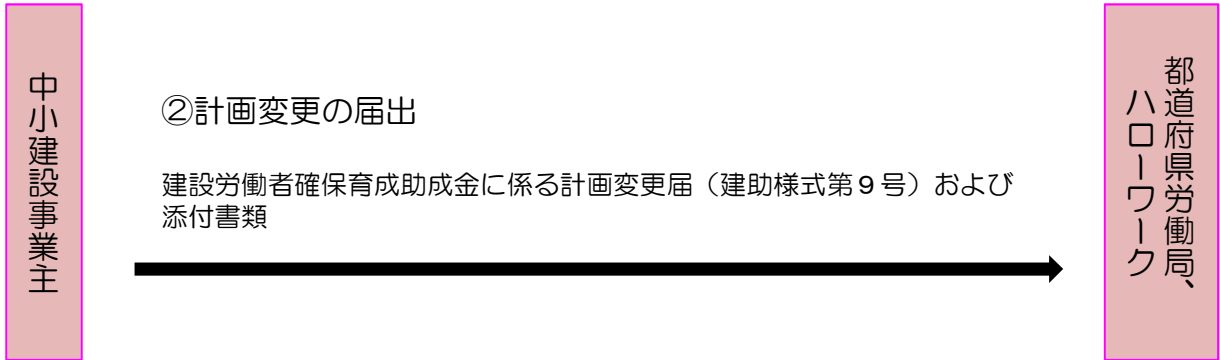 中小建設事業主
②計画変更の届出
建設労働者確保育成助成金に係る計画変更届（建助様式第９号）および
添付書類
都道府県労働局、
ハローワーク